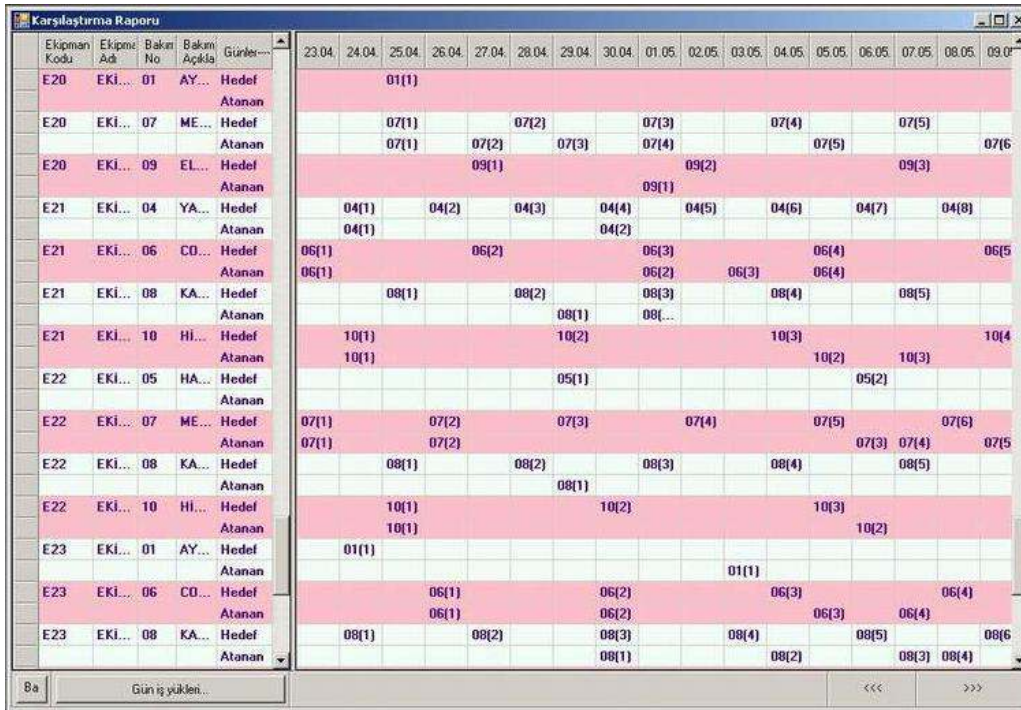 Karşılaştırma Raporu
Ekipman Kodu Ekipma Adı Bakım No Bakım Açıkla Günler---- 23.04. 24.04. 25.04. 26.04. 27.04. 28.04. 29.04. 30.04. 01.05. 02.05. 03.05. 04.05. 05.05. 06.05. 07.05. 08.05. 09.0
E20 EKİ... 01 AY... Hedef 01(1)
Atanan
E20 EKİ... 07 ME... Hedef 07(1) 07(2) 07(3) 07(4) 07(5)
Atanan 07(1) 07(2) 07(3) 07(4) 07(5) 07(6
E20 EKİ... 09 EL... Hedef 09(1) 09(2) 09(3)
Atanan 09(1)
E21 EKİ... 04 YA... Hedef 04(1) 04(2) 04(3) 04(4) 04(5) 04(6) 04(7) 04(8)
Atanan 04(1) 04(2)
E21 EKİ... 06 CO... Hedef 06(1) 06(2) 06(3) 06(4) 06(5
Atanan 06(1) 06(2) 06(3) 06(4)
E21 EKİ... 08 KA... Hedef 08(1) 08(2) 08(3) 08(4) 08(5)
Atanan 08(1) 08(...
E21 EKİ... 10 Hİ... Hedef 10(1) 10(2) 10(3) 10(4
Atanan 10(1) 10(2) 10(3)
E22 EKİ... 05 HA... Hedef 05(1) 05(2)
Atanan
E22 EKİ... 07 ME... Hedef 07(1) 07(2) 07(3) 07(4) 07(5) 07(6)
Atanan 07(1) 07(2) 07(3) 07(4) 07(5
E22 EKİ... 08 KA... Hedef 08(1) 08(2) 08(3) 08(4) 08(5)
Atanan 08(1)
E22 EKİ... 10 Hİ... Hedef 10(1) 10(2) 10(3)
Atanan 10(1) 10(2)
E23 EKİ... 01 AY... Hedef 01(1)
Atanan 01(1)
E23 EKİ... 06 CO... Hedef 06(1) 06(2) 06(3) 06(4)
Atanan 06(1) 06(2) 06(3) 06(4)
E23 EKİ... 08 KA... Hedef 08(1) 08(2) 08(3) 08(4) 08(5) 08(6
Atanan 08(1) 08(2) 08(3) 08(4)
Ba Gün iş yükleri... <<< >>>